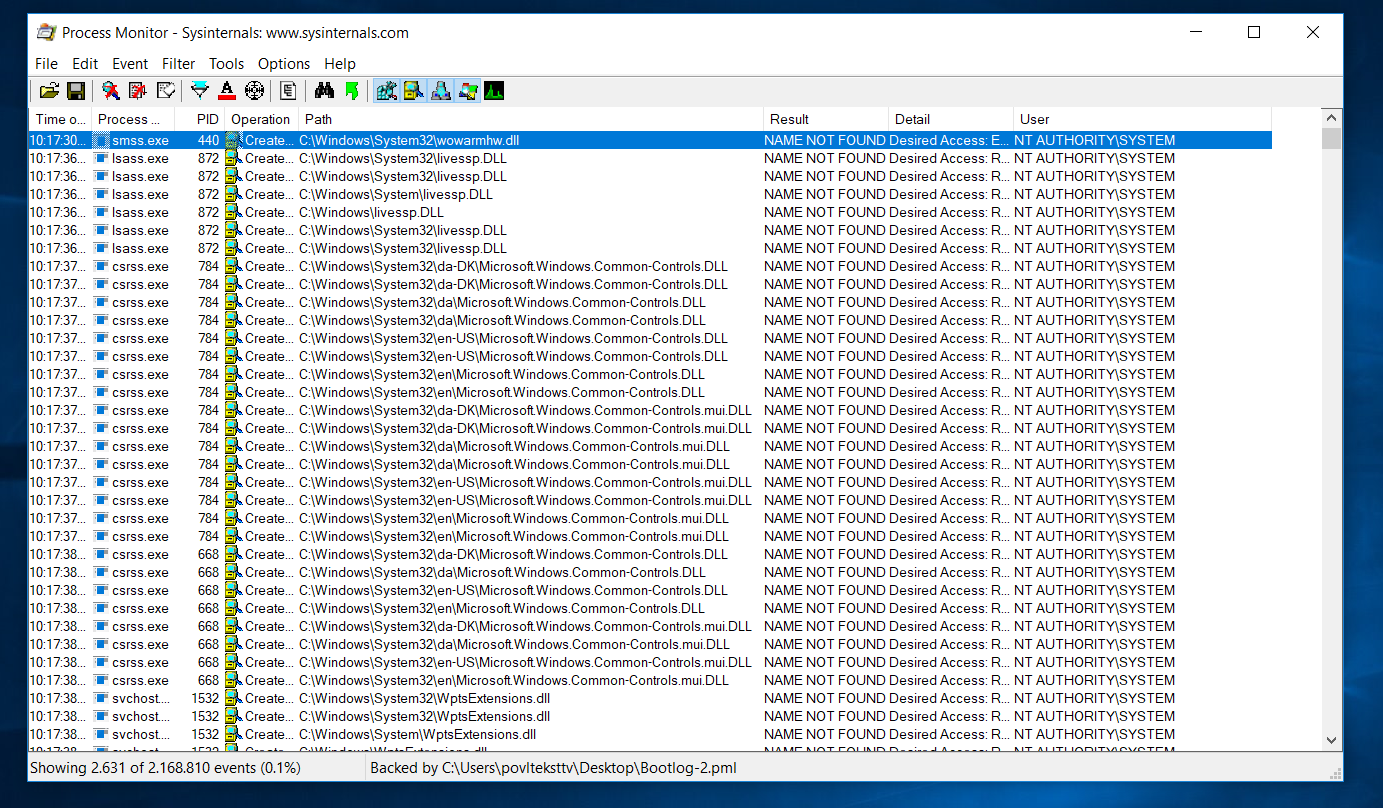 Process Monitor - Sysinternals: www.sysinternals.com
File Edit Event Filter Tools Options Help
Time o... Process ... PID Operation Path Result Detail User
10:17:30... smss.exe 440 Create... C:\Windows\System32\wowarmhw.dll NAME NOT FOUND Desired Access: E... NT AUTHORITY\SYSTEM
10:17:36... lsass.exe 872 Create... C:\Windows\System32\livessp.DLL NAME NOT FOUND Desired Access: R... NT AUTHORITY\SYSTEM
10:17:36... lsass.exe 872 Create... C:\Windows\System32\livessp.DLL NAME NOT FOUND Desired Access: R... NT AUTHORITY\SYSTEM
10:17:36... lsass.exe 872 Create... C:\Windows\System\livessp.DLL NAME NOT FOUND Desired Access: R... NT AUTHORITY\SYSTEM
10:17:36... lsass.exe 872 Create... C:\Windows\livessp.DLL NAME NOT FOUND Desired Access: R... NT AUTHORITY\SYSTEM
10:17:36... lsass.exe 872 Create... C:\Windows\System32\livessp.DLL NAME NOT FOUND Desired Access: R... NT AUTHORITY\SYSTEM
10:17:36... lsass.exe 872 Create... C:\Windows\System32\livessp.DLL NAME NOT FOUND Desired Access: R... NT AUTHORITY\SYSTEM
10:17:37... csrss.exe 784 Create... C:\Windows\System32\da-DK\Microsoft.Windows.Common-Controls.DLL NAME NOT FOUND Desired Access: R... NT AUTHORITY\SYSTEM
10:17:37... csrss.exe 784 Create... C:\Windows\System32\da-DK\Microsoft.Windows.Common-Controls.DLL NAME NOT FOUND Desired Access: R... NT AUTHORITY\SYSTEM
10:17:37... csrss.exe 784 Create... C:\Windows\System32\da\Microsoft.Windows.Common-Controls.DLL NAME NOT FOUND Desired Access: R... NT AUTHORITY\SYSTEM
10:17:37... csrss.exe 784 Create... C:\Windows\System32\da\Microsoft.Windows.Common-Controls.DLL NAME NOT FOUND Desired Access: R... NT AUTHORITY\SYSTEM
10:17:37... csrss.exe 784 Create... C:\Windows\System32\en-US\Microsoft.Windows.Common-Controls.DLL NAME NOT FOUND Desired Access: R... NT AUTHORITY\SYSTEM
10:17:37... csrss.exe 784 Create... C:\Windows\System32\en-US\Microsoft.Windows.Common-Controls.DLL NAME NOT FOUND Desired Access: R... NT AUTHORITY\SYSTEM
10:17:37... csrss.exe 784 Create... C:\Windows\System32\en\Microsoft.Windows.Common-Controls.DLL NAME NOT FOUND Desired Access: R... NT AUTHORITY\SYSTEM
10:17:37... csrss.exe 784 Create... C:\Windows\System32\en\Microsoft.Windows.Common-Controls.DLL NAME NOT FOUND Desired Access: R... NT AUTHORITY\SYSTEM
10:17:37... csrss.exe 784 Create... C:\Windows\System32\da-DK\Microsoft.Windows.Common-Controls.mui.DLL NAME NOT FOUND Desired Access: R... NT AUTHORITY\SYSTEM
10:17:37... csrss.exe 784 Create... C:\Windows\System32\da-DK\Microsoft.Windows.Common-Controls.mui.DLL NAME NOT FOUND Desired Access: R... NT AUTHORITY\SYSTEM
10:17:37... csrss.exe 784 Create... C:\Windows\System32\da\Microsoft.Windows.Common-Controls.mui.DLL NAME NOT FOUND Desired Access: R... NT AUTHORITY\SYSTEM
10:17:37... csrss.exe 784 Create... C:\Windows\System32\da\Microsoft.Windows.Common-Controls.mui.DLL NAME NOT FOUND Desired Access: R... NT AUTHORITY\SYSTEM
10:17:37... csrss.exe 784 Create... C:\Windows\System32\en-US\Microsoft.Windows.Common-Controls.mui.DLL NAME NOT FOUND Desired Access: R... NT AUTHORITY\SYSTEM
10:17:37... csrss.exe 784 Create... C:\Windows\System32\en-US\Microsoft.Windows.Common-Controls.mui.DLL NAME NOT FOUND Desired Access: R... NT AUTHORITY\SYSTEM
10:17:37... csrss.exe 784 Create... C:\Windows\System32\en\Microsoft.Windows.Common-Controls.mui.DLL NAME NOT FOUND Desired Access: R... NT AUTHORITY\SYSTEM
10:17:37... csrss.exe 784 Create... C:\Windows\System32\en\Microsoft.Windows.Common-Controls.mui.DLL NAME NOT FOUND Desired Access: R... NT AUTHORITY\SYSTEM
10:17:38... csrss.exe 668 Create... C:\Windows\System32\da-DK\Microsoft.Windows.Common-Controls.DLL NAME NOT FOUND Desired Access: R... NT AUTHORITY\SYSTEM
10:17:38... csrss.exe 668 Create... C:\Windows\System32\da\Microsoft.Windows.Common-Controls.DLL NAME NOT FOUND Desired Access: R... NT AUTHORITY\SYSTEM
10:17:38... csrss.exe 668 Create... C:\Windows\System32\en-US\Microsoft.Windows.Common-Controls.DLL NAME NOT FOUND Desired Access: R... NT AUTHORITY\SYSTEM
10:17:38... csrss.exe 668 Create... C:\Windows\System32\en\Microsoft.Windows.Common-Controls.DLL NAME NOT FOUND Desired Access: R... NT AUTHORITY\SYSTEM
10:17:38... csrss.exe 668 Create... C:\Windows\System32\da-DK\Microsoft.Windows.Common-Controls.mui.DLL NAME NOT FOUND Desired Access: R... NT AUTHORITY\SYSTEM
10:17:38... csrss.exe 668 Create... C:\Windows\System32\da\Microsoft.Windows.Common-Controls.mui.DLL NAME NOT FOUND Desired Access: R... NT AUTHORITY\SYSTEM
10:17:38... csrss.exe 668 Create... C:\Windows\System32\en-US\Microsoft.Windows.Common-Controls.mui.DLL NAME NOT FOUND Desired Access: R... NT AUTHORITY\SYSTEM
10:17:38... csrss.exe 668 Create... C:\Windows\System32\en\Microsoft.Windows.Common-Controls.mui.DLL NAME NOT FOUND Desired Access: R... NT AUTHORITY\SYSTEM
10:17:38... svchost.... 1532 Create... C:\Windows\System32\WptsExtensions.dll NAME NOT FOUND Desired Access: R... NT AUTHORITY\SYSTEM
10:17:38... svchost.... 1532 Create... C:\Windows\System32\WptsExtensions.dll NAME NOT FOUND Desired Access: R... NT AUTHORITY\SYSTEM
10:17:38... svchost.... 1532 Create... C:\Windows\System\WptsExtensions.dll NAME NOT FOUND Desired Access: R... NT AUTHORITY\SYSTEM
10:17:38... svchost.... 1532 Create... C:\Windows\WptsExtensions.dll NAME NOT FOUND Desired Access: R... NT AUTHORITY\SYSTEM
Showing 2.631 of 2.168.810 events (0.1%) Backed by C:\Users\povlteksttv\Desktop\Bootlog-2.pml